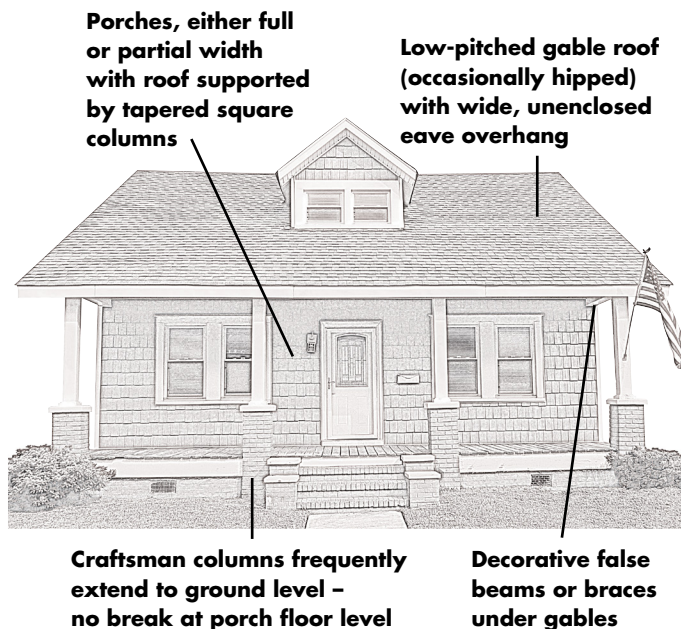 Porches, either full
or partial width
with roof supported
by tapered square
columns
Low-pitched gable roof
(occasionally hipped)
with wide, unenclosed
eave overhang
Craftsman columns frequently
extend to ground level –
no break at porch floor level
Decorative false
beams or braces
under gables